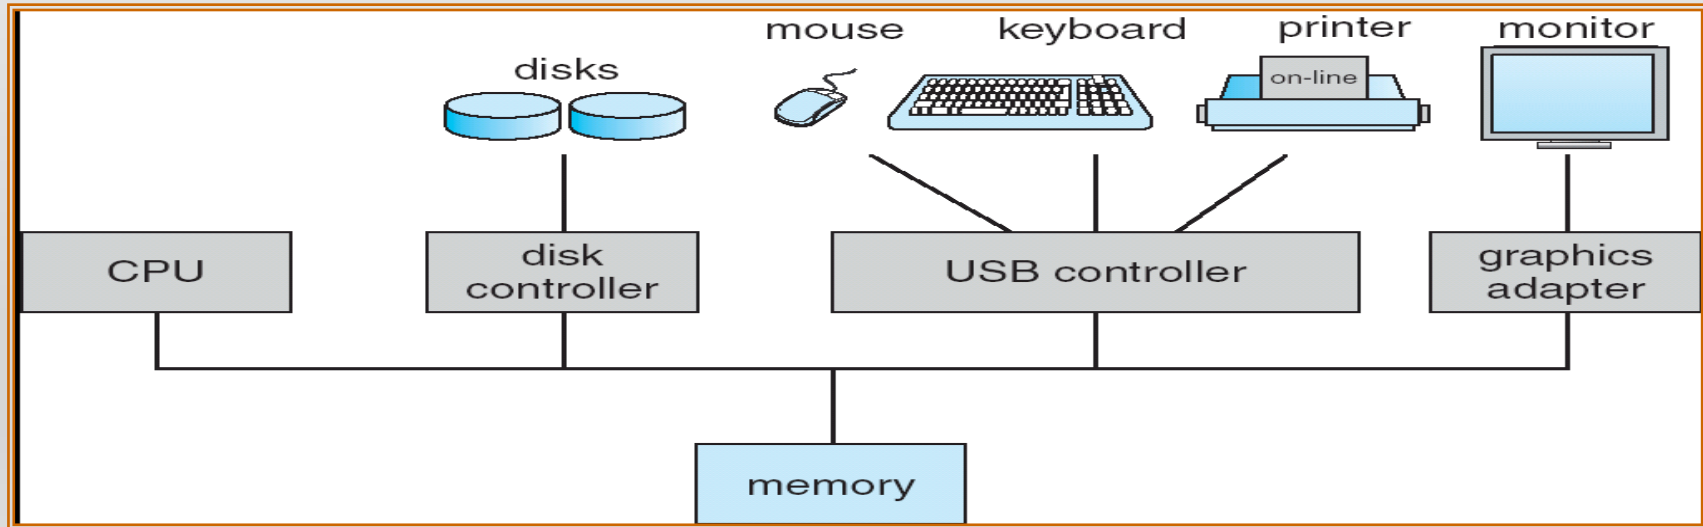 mouse
keyboard
printer
monitor
disks
on-line
CPU
disk
controller
USB controller
graphics
adapter
memory